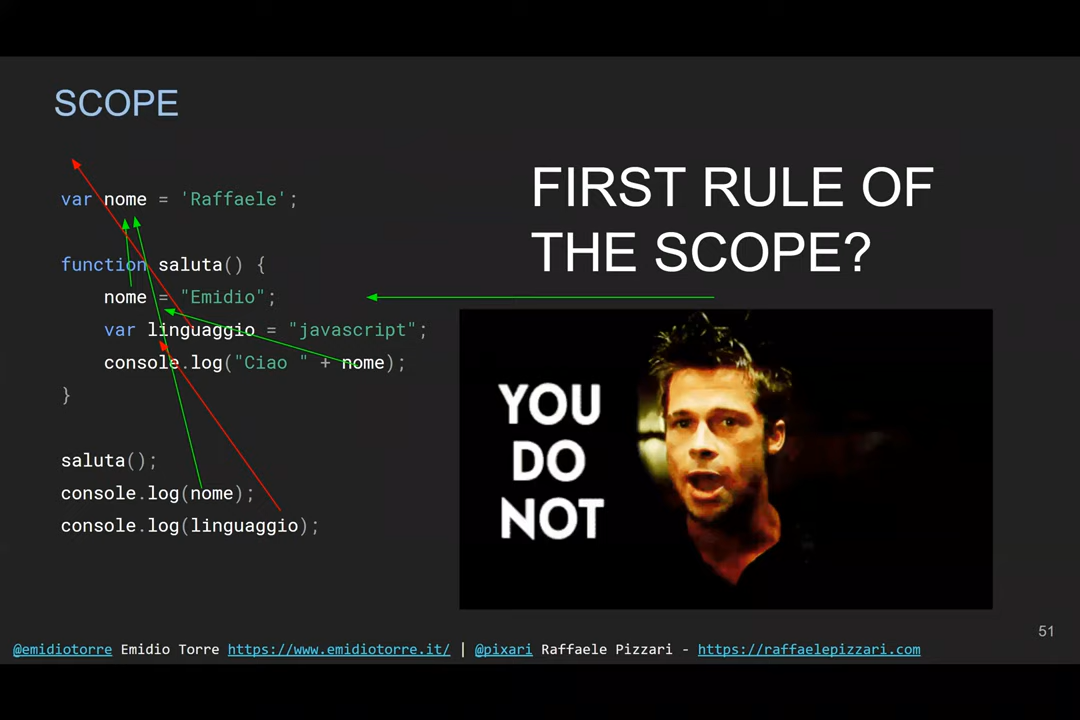 SCOPE
var nome = 'Raffaele';
function saluta() {
nome = "Emidio";
var linguaggio = "javascript";
console.log("Ciao " + nome);
}
saluta();
console.log(nome);
console.log(linguaggio);
FIRST RULE OF
THE SCOPE?
YOU
DO
NOT
51
@emidiotorre Emidio Torre https://www.emidiotorre.it/ | @pixari Raffaele Pizzari - https://raffaelepizzari.com